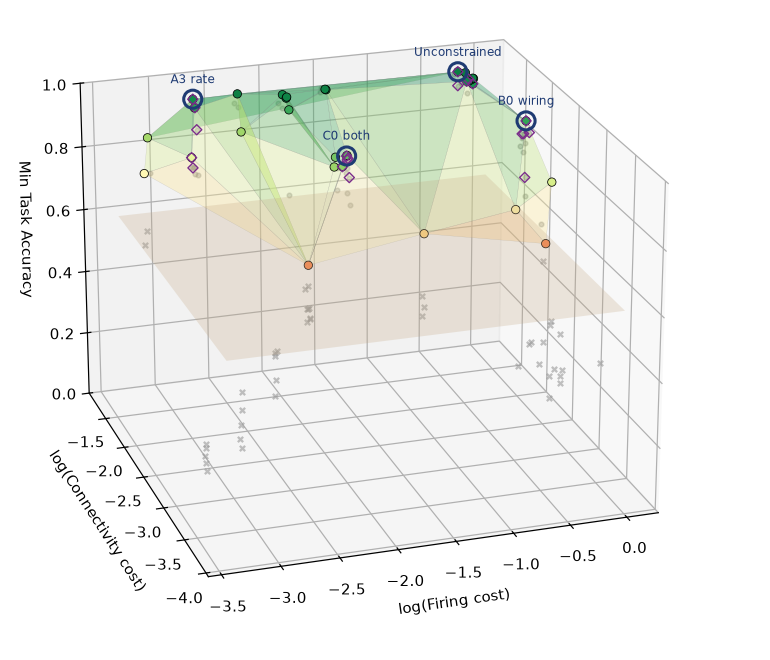 Unconstrained
A3 rate
B0 wiring
C0 both
Min Task Accuracy
1.0
0.8
0.6
0.4
0.2
0.0
−1.5
−2.0
−2.5
−3.0
−3.5
−4.0
log(Connectivity cost)
−3.5
−3.0
−2.5
−2.0
−1.5
−1.0
−0.5
0.0
log(Firing cost)